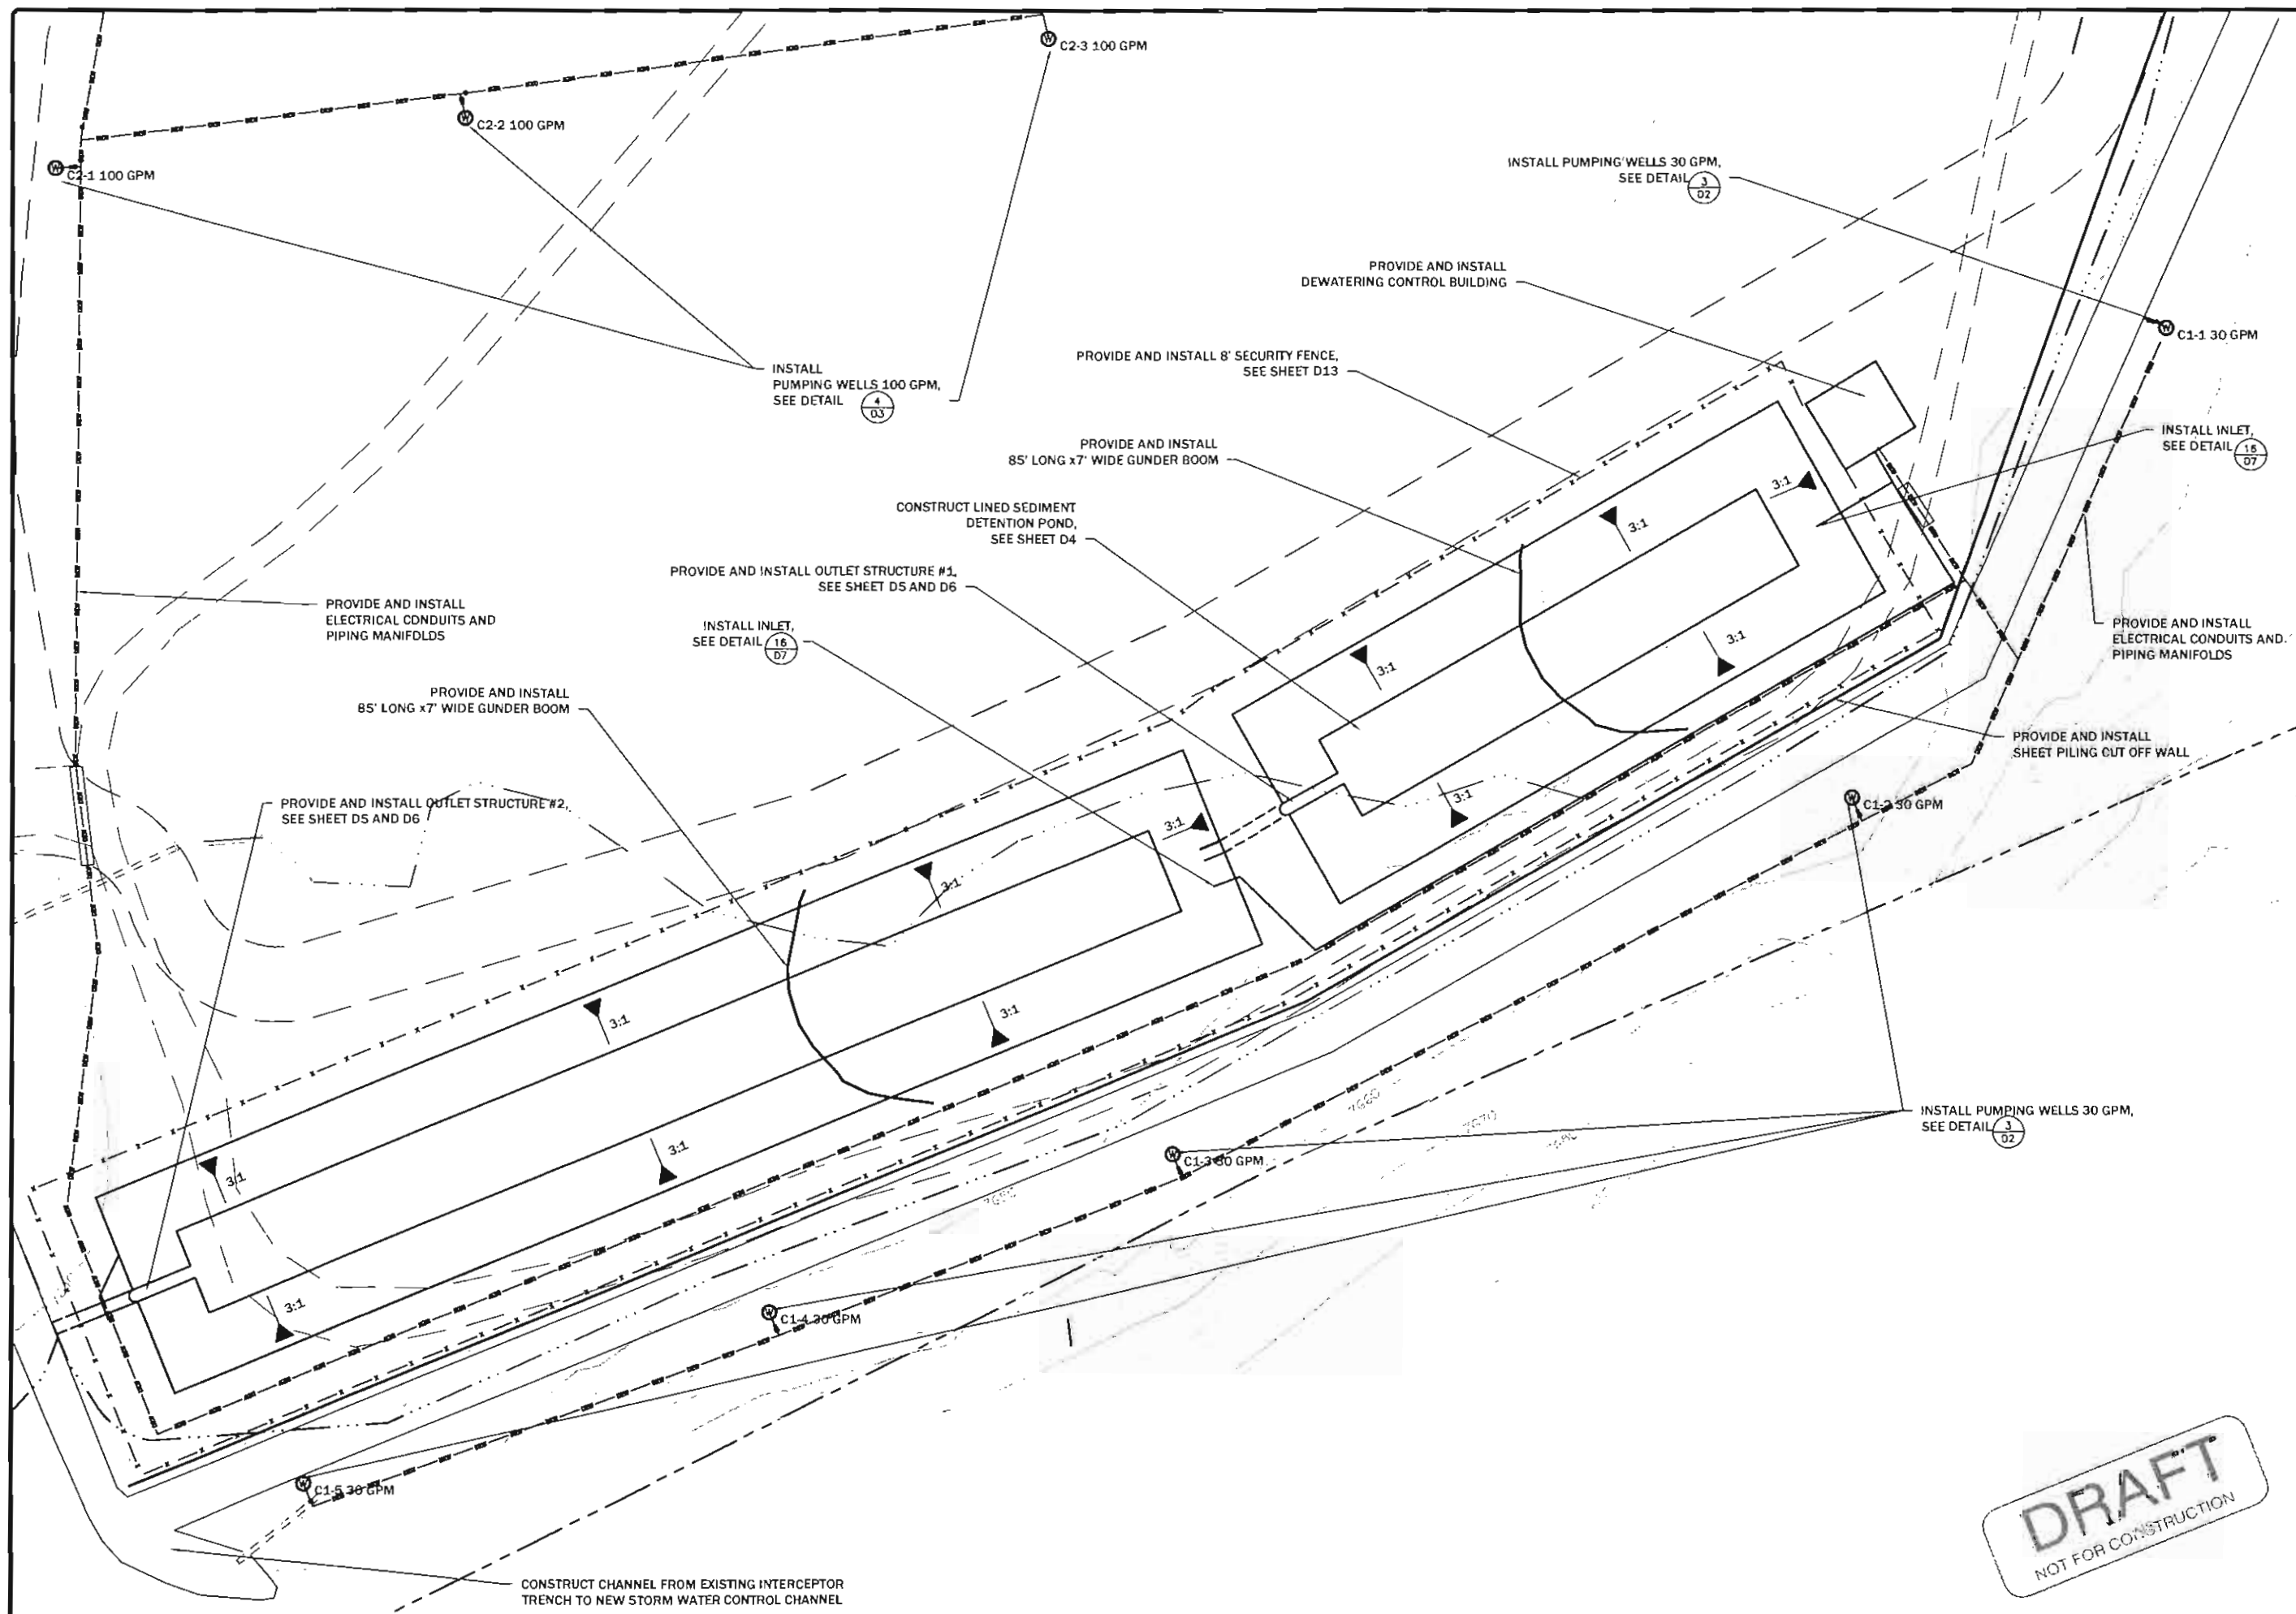 C2-3 100 GPM
C2-2 100 GPM
C2-1 100 GPM
INSTALL PUMPING WELLS 30 GPM,
SEE DETAIL 3
D2
PROVIDE AND INSTALL
DEWATERING CONTROL BUILDING
C1-1 30 GPM
PROVIDE AND INSTALL 8' SECURITY FENCE,
SEE SHEET D13
INSTALL
PUMPING WELLS 100 GPM,
SEE DETAIL 4
D3
PROVIDE AND INSTALL
85' LONG x7' WIDE GUNDER BOOM
INSTALL INLET,
SEE DETAIL
D7
3:1
3:1
CONSTRUCT LINED SEDIMENT
DETENTION POND,
SEE SHEET D4
PROVIDE AND INSTALL OUTLET STRUCTURE #1,
SEE SHEET D5 AND D6
PROVIDE AND INSTALL
ELECTRICAL CONDUITS AND
PIPING MANIFOLDS
INSTALL INLET,
SEE DETAIL 16
D7
3:1
3:1
PROVIDE AND INSTALL
ELECTRICAL CONDUITS AND
PIPING MANIFOLDS
PROVIDE AND INSTALL
85' LONG x7' WIDE GUNDER BOOM
PROVIDE AND INSTALL
SHEET PILING CUT OFF WALL
PROVIDE AND INSTALL OUTLET STRUCTURE #2,
SEE SHEET D5 AND D6
3:1
C1-2 30 GPM
3:1
3:1
3:1
3:1
7660
7670
INSTALL PUMPING WELLS 30 GPM,
SEE DETAIL 3
D2
3:1
C1-3 30 GPM
3:1
3:1
C1-4 30 GPM
C1-5 30 GPM
DRAFT
NOT FOR CONSTRUCTION
CONSTRUCT CHANNEL FROM EXISTING INTERCEPTOR
TRENCH TO NEW STORM WATER CONTROL CHANNEL